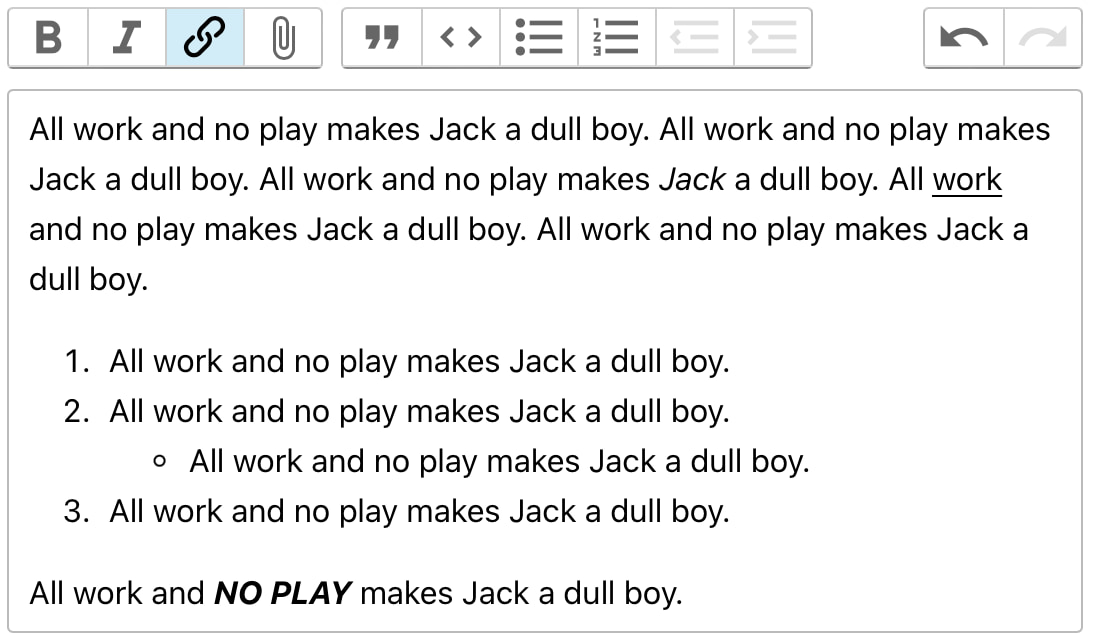 B I
All work and no play makes Jack a dull boy. All work and no play makes
Jack a dull boy. All work and no play makes Jack a dull boy. All work
and no play makes Jack a dull boy. All work and no play makes Jack a
dull boy.
1. All work and no play makes Jack a dull boy.
2. All work and no play makes Jack a dull boy.
◦ All work and no play makes Jack a dull boy.
3. All work and no play makes Jack a dull boy.
All work and NO PLAY makes Jack a dull boy.